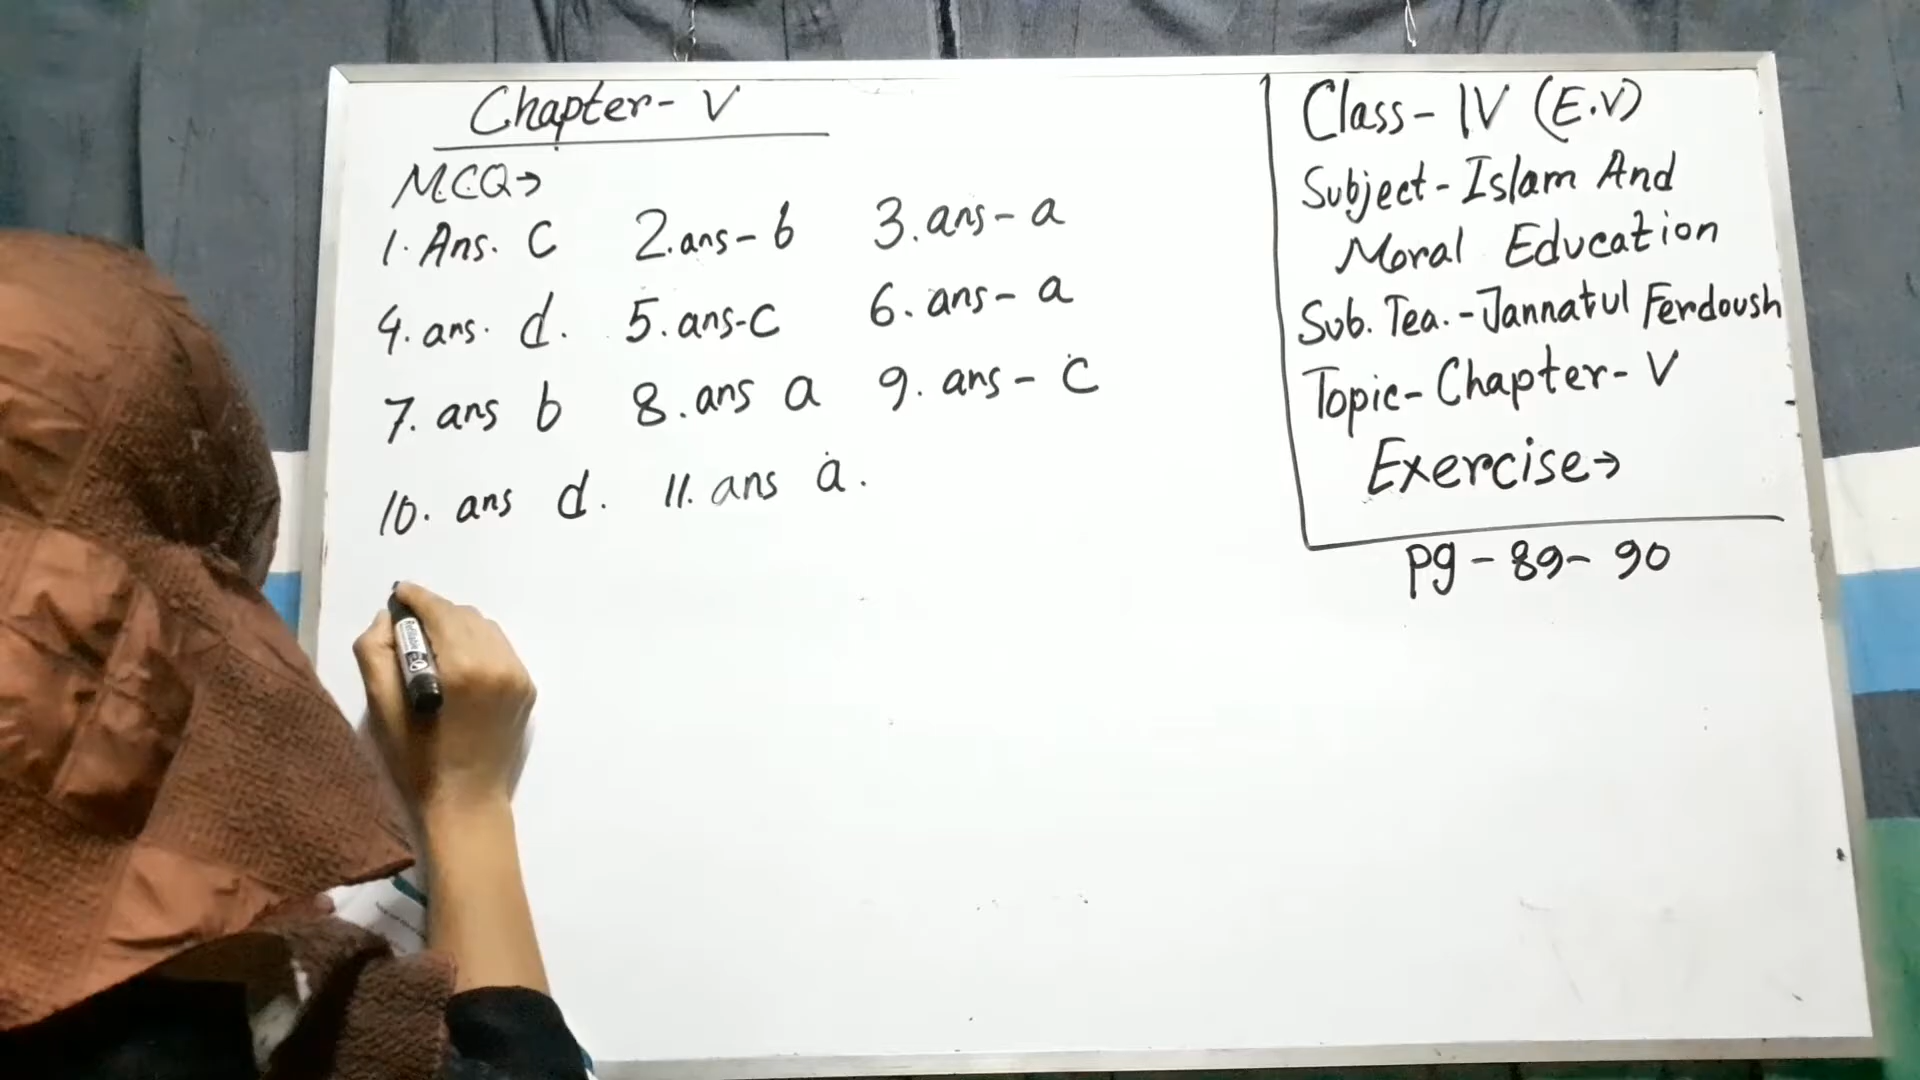 Chapter- V
MCQ→
1. Ans. C 2. ans- b 3. ans- a
4. ans. d. 5. ans-c 6. ans- a
7. ans b 8. ans a 9. ans- c
10. ans d. 11. ans a.
Class- IV (E.V)
Subject- Islam And
Moral Education
Sub. Tea.- Jannatul Ferdoush
Topic- Chapter- V
Exercise→
pg - 89- 90
Refillable